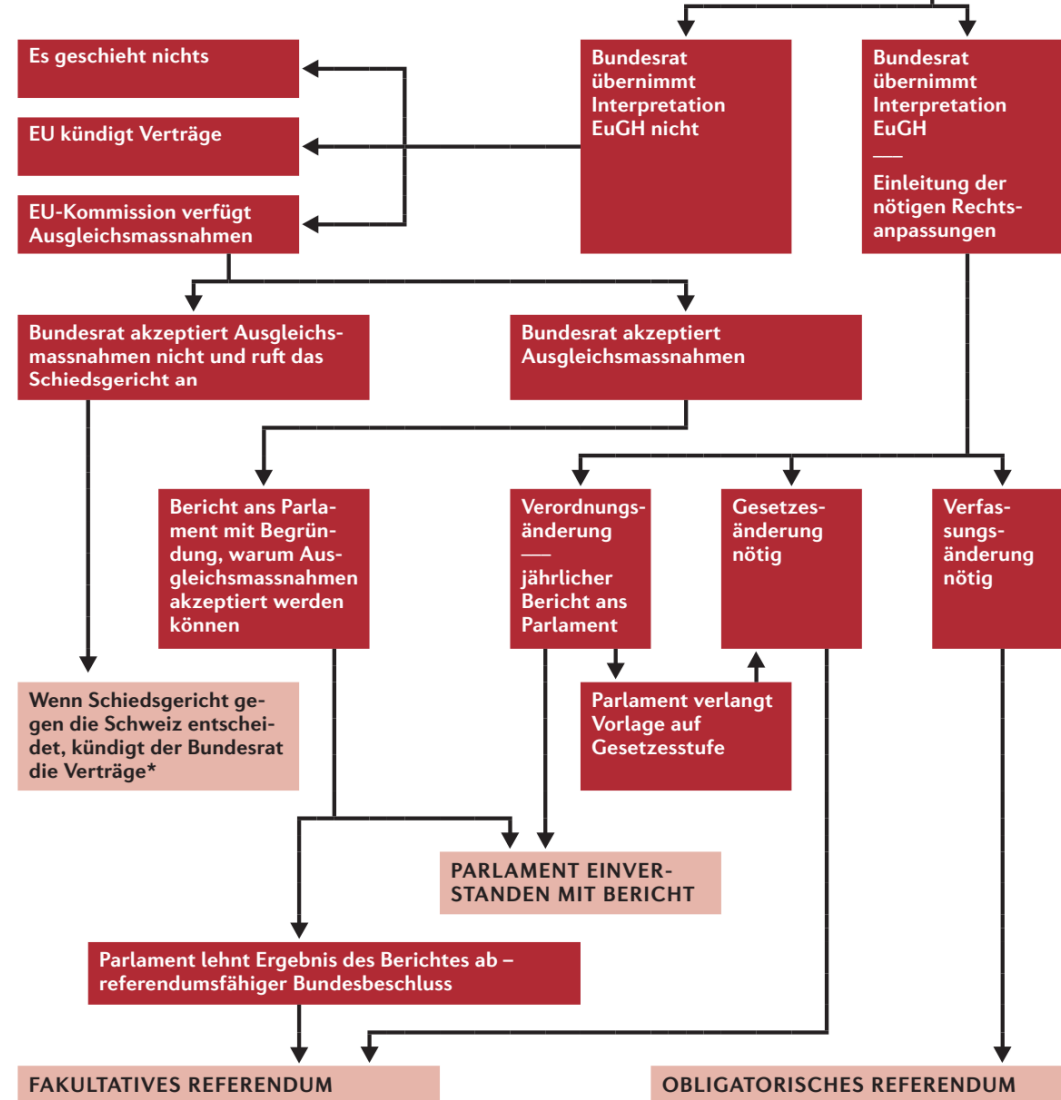 Es geschieht nichts
EU kündigt Verträge
EU-Kommission verfügt
Ausgleichsmassnahmen
Bundesrat
übernimmt
Interpretation
EuGH nicht
Bundesrat
übernimmt
Interpretation
EuGH
Einleitung der
nötigen Rechts-
anpassungen
Bundesrat akzeptiert Ausgleichs-
massnahmen nicht und ruft das
Schiedsgericht an
Bundesrat akzeptiert
Ausgleichsmassnahmen
Bericht ans Parla-
ment mit Begrün-
dung, warum Aus-
gleichsmassnahmen
akzeptiert werden
können
Verordnungs-
änderung
jährlicher
Bericht ans
Parlament
Gesetzes-
änderung
nötig
Verfas-
sungs-
änderung
nötig
Wenn Schiedsgericht ge-
gen die Schweiz entschei-
det, kündigt der Bundesrat
die Verträge*
Parlament verlangt
Vorlage auf
Gesetzesstufe
PARLAMENT EINVER-
STANDEN MIT BERICHT
Parlament lehnt Ergebnis des Berichtes ab –
referendumsfähiger Bundesbeschluss
FAKULTATIVES REFERENDUM
OBLIGATORISCHES REFERENDUM